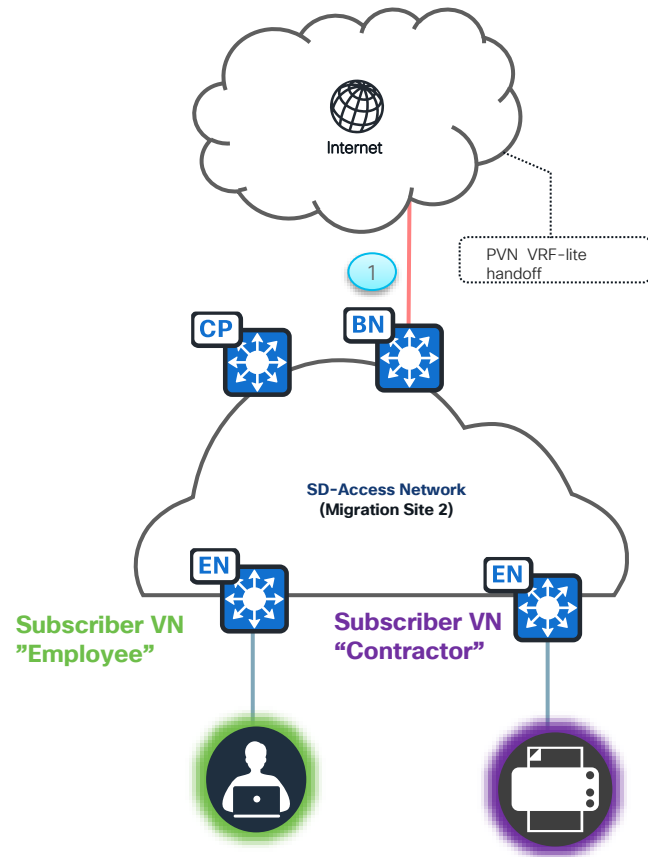 Internet
PVN VRF-lite
handoff
1
CP
BN
SD-Access Network
(Migration Site 2)
EN
EN
Subscriber VN
”Employee”
Subscriber VN
“Contractor”